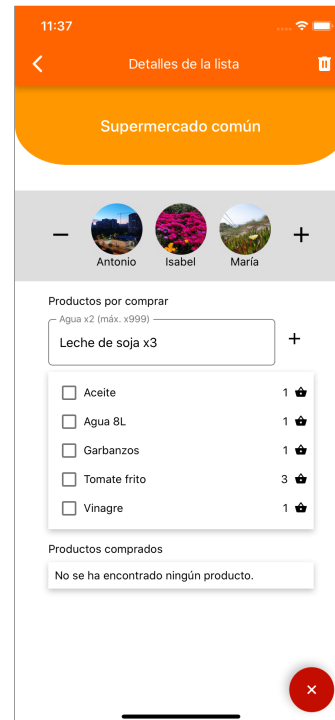 11:37
Detalles de la lista
Supermercado común
Antonio Isabel María
Productos por comprar
Agua x2 (máx. x999)
Leche de soja x3
Aceite 1
Agua 8L 1
Garbanzos 1
Tomate frito 3
Vinagre 1
Productos comprados
No se ha encontrado ningún producto.